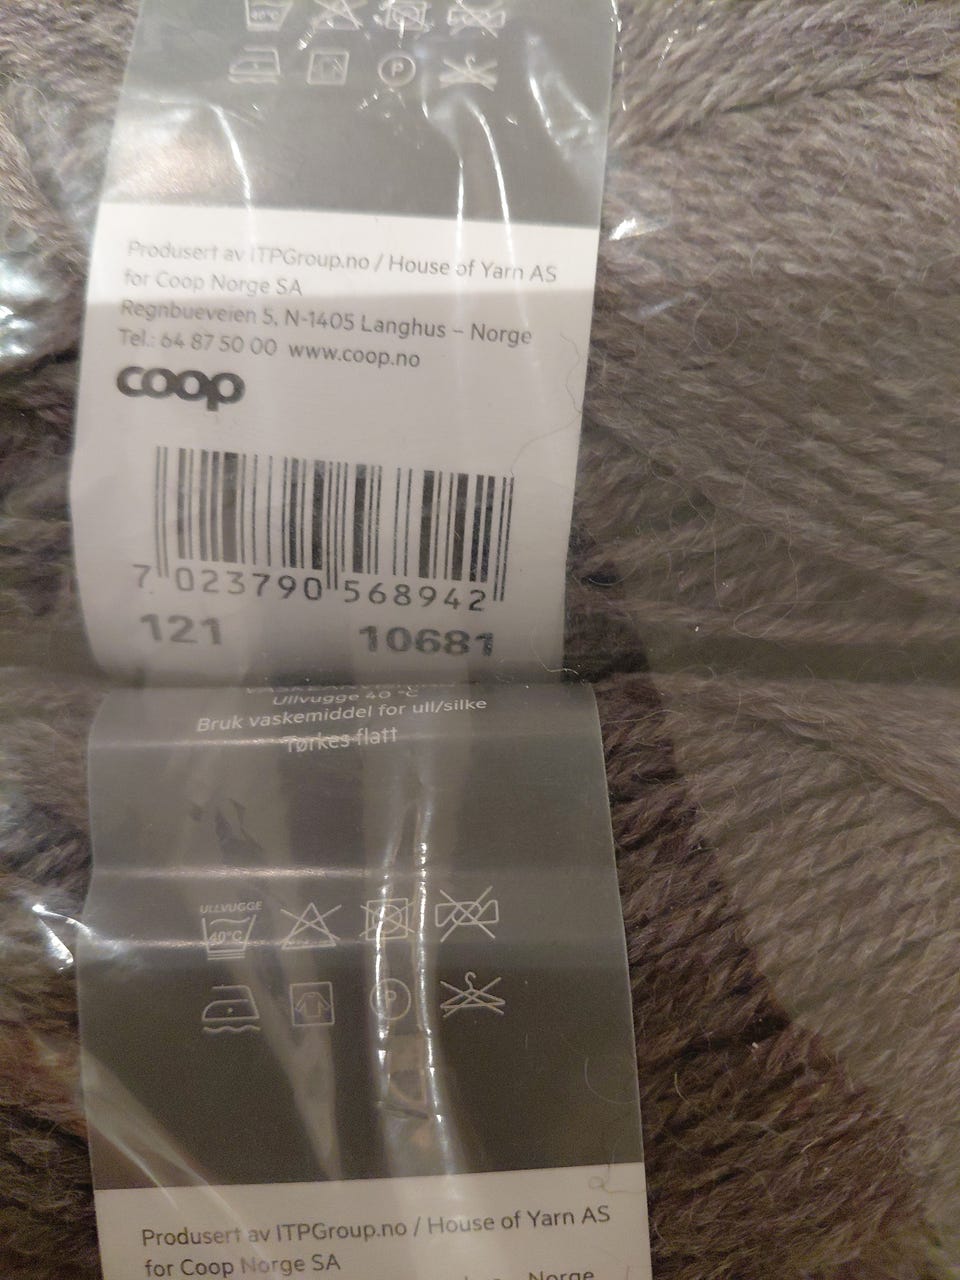 40°C
P
Produsert av ITPGroup.no / House of Yarn AS
for Coop Norge SA
Regnbueveien 5, N-1405 Langhus – Norge
Tel.: 64 87 50 00 www.coop.no
coop
7 023790 568942
121 10681
Ullvugge 40 °C
Bruk vaskemiddel for ull/silke
Tørkes flatt
ULLVUGGE
40°C
P
Produsert av ITPGroup.no / House of Yarn AS
for Coop Norge SA
Norge